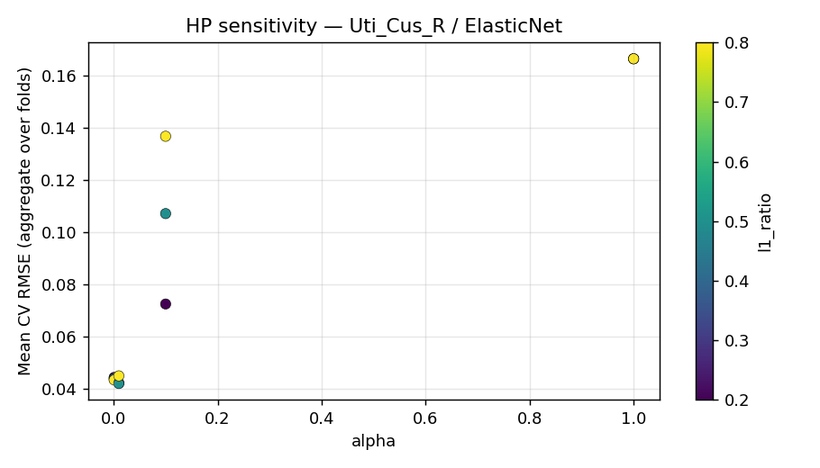 HP sensitivity — Uti_Cus_R / ElasticNet
Mean CV RMSE (aggregate over folds)
0.16
0.14
0.12
0.10
0.08
0.06
0.04
0.0 0.2 0.4 0.6 0.8 1.0
alpha
0.8
0.7
0.6
0.5
0.4
0.3
0.2
l1_ratio